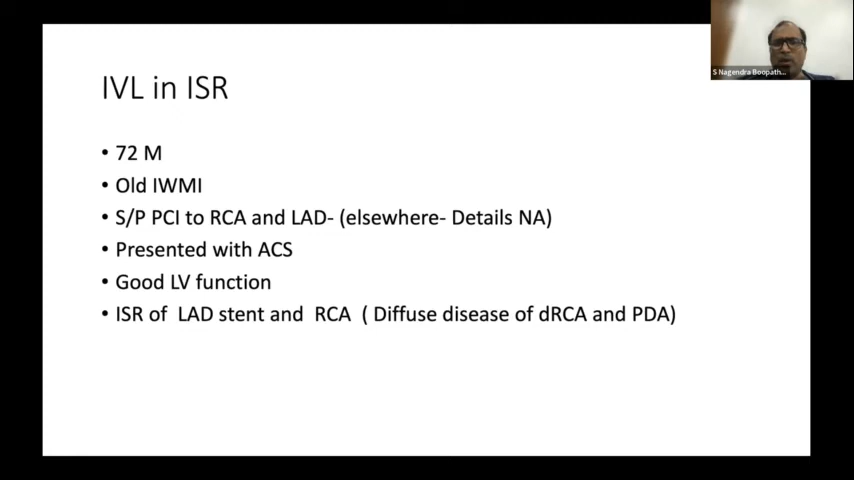 IVL in ISR
• 72 M
• Old IWMI
• S/P PCI to RCA and LAD- (elsewhere- Details NA)
• Presented with ACS
• Good LV function
• ISR of  LAD stent and  RCA  ( Diffuse disease of dRCA and PDA)
S Nagendra Boopath...